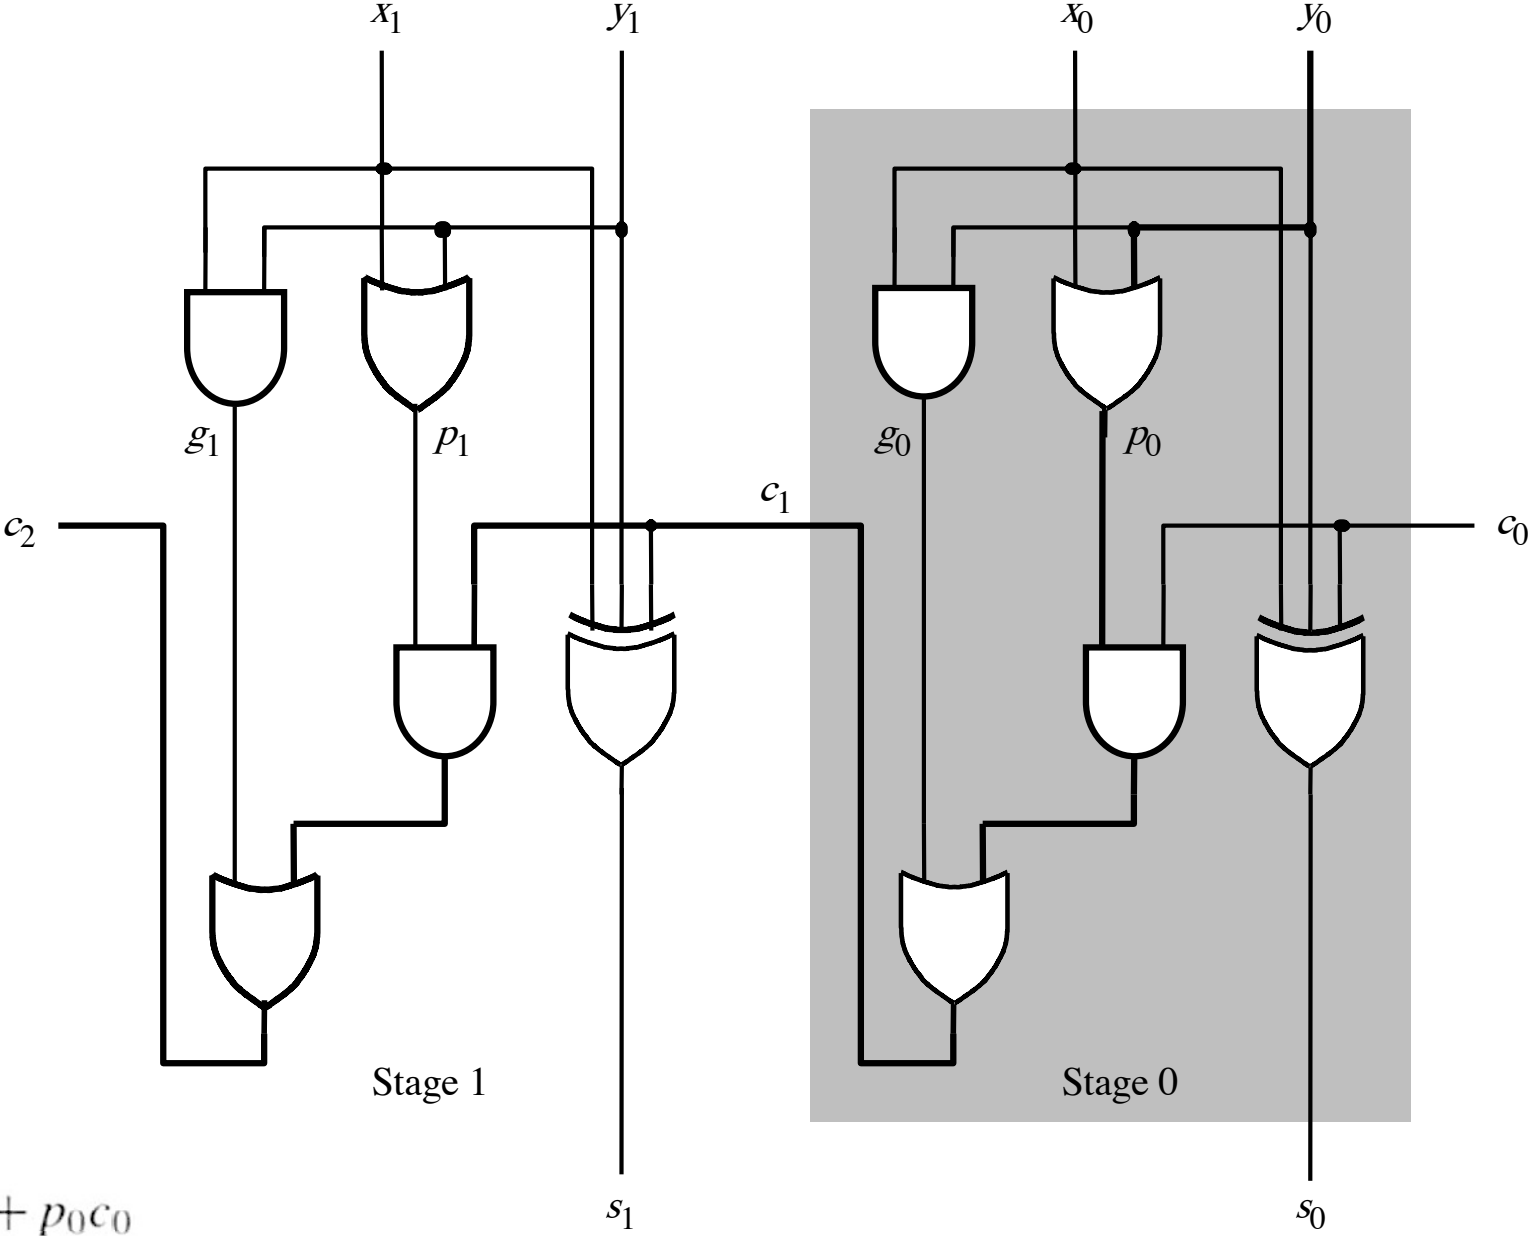 x₁ y₁ x₀ y₀
g₁ p₁ g₀ p₀
c₂ c₁ c₀
Stage 1 Stage 0
s₁ s₀
+ p₀c₀